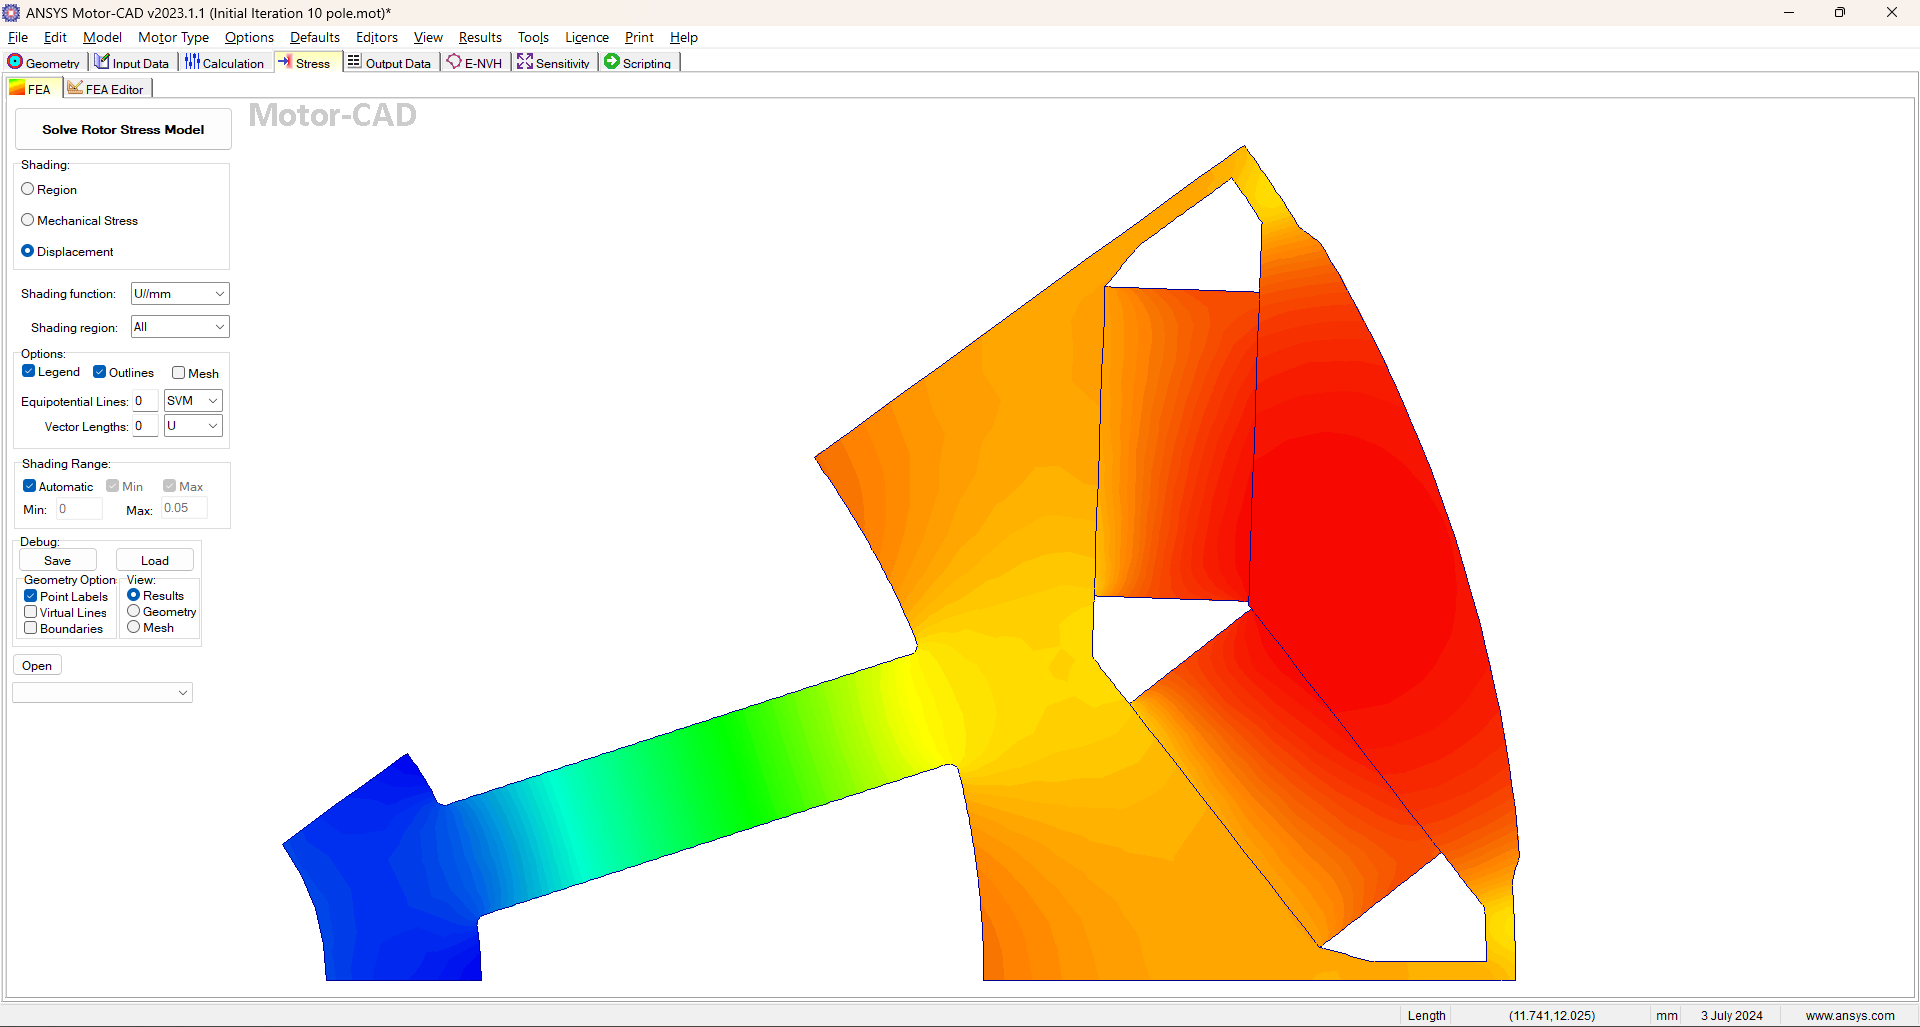 ANSYS Motor-CAD v2023.1.1 (Initial Iteration 10 pole.mot)*
File Edit Model Motor Type Options Defaults Editors View Results Tools Licence Print Help
Geometry Input Data Calculation Stress Output Data E-NVH Sensitivity Scripting
FEA FEA Editor
Motor-CAD
Solve Rotor Stress Model
Shading:
Region
Mechanical Stress
Displacement
Shading function: U//mm
Shading region: All
Options:
Legend Outlines Mesh
Equipotential Lines: 0 SVM
Vector Lengths: 0 U
Shading Range:
Automatic Min Max
Min: 0 Max: 0.05
Debug:
Save Load
Geometry Option View:
Point Labels Results
Virtual Lines Geometry
Boundaries Mesh
Open
Length (11.741,12.025) mm 3 July 2024 www.ansys.com